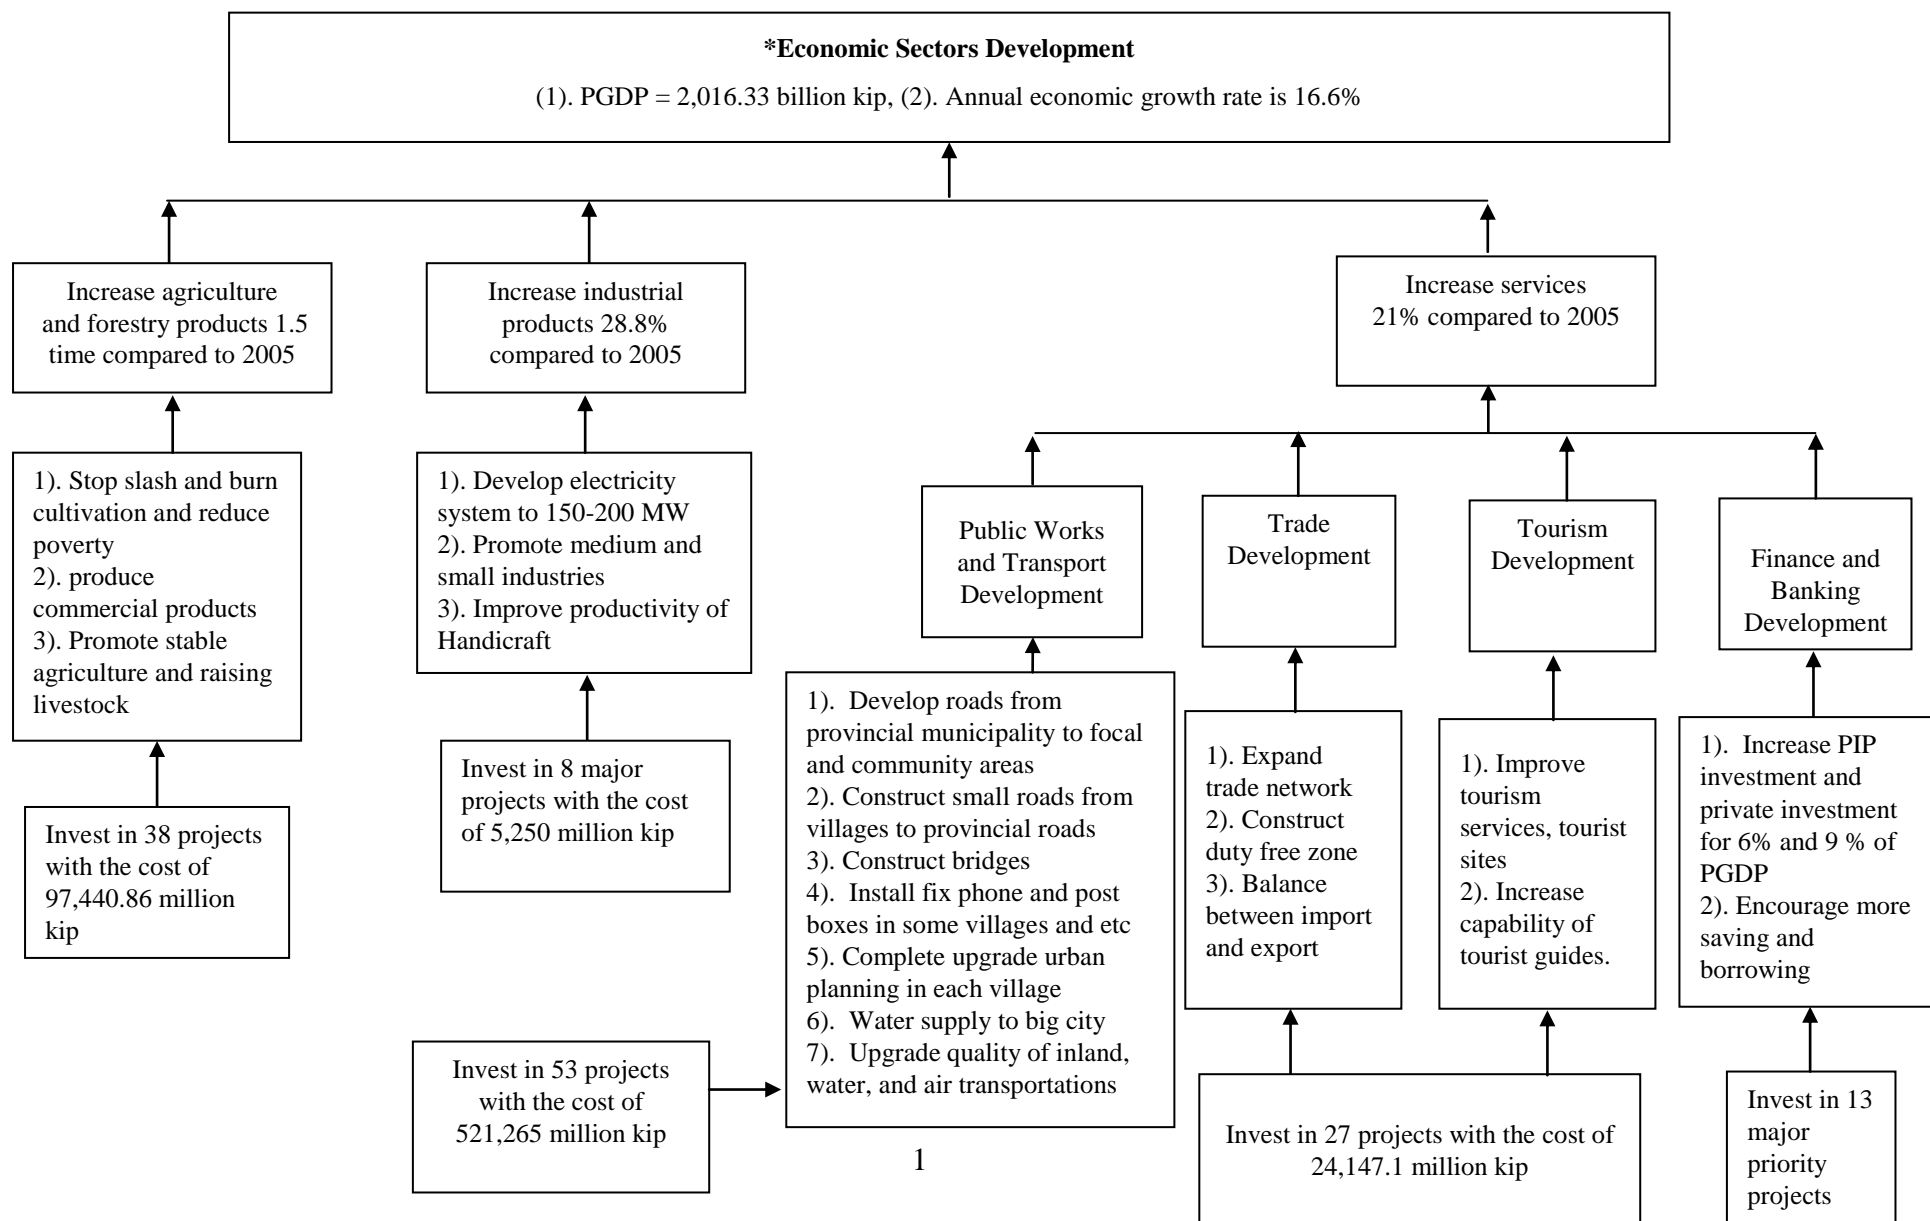 *Economic Sectors Development
(1). PGDP = 2,016.33 billion kip, (2). Annual economic growth rate is 16.6%
Increase agriculture
and forestry products 1.5
time compared to 2005
Increase industrial
products 28.8%
compared to 2005
Increase services
21% compared to 2005
1). Stop slash and burn
cultivation and reduce
poverty
2). produce
commercial products
3). Promote stable
agriculture and raising
livestock
1). Develop electricity
system to 150-200 MW
2). Promote medium and
small industries
3). Improve productivity of
Handicraft
Public Works
and Transport
Development
Trade
Development
Tourism
Development
Finance and
Banking
Development
Invest in 38 projects
with the cost of
97,440.86 million
kip
Invest in 8 major
projects with the cost
of 5,250 million kip
1). Develop roads from
provincial municipality to focal
and community areas
2). Construct small roads from
villages to provincial roads
3). Construct bridges
4). Install fix phone and post
boxes in some villages and etc
5). Complete upgrade urban
planning in each village
6). Water supply to big city
7). Upgrade quality of inland,
water, and air transportations
1). Expand
trade network
2). Construct
duty free zone
3). Balance
between import
and export
1). Improve
tourism
services, tourist
sites
2). Increase
capability of
tourist guides.
1). Increase PIP
investment and
private investment
for 6% and 9 % of
PGDP
2). Encourage more
saving and
borrowing
Invest in 53 projects
with the cost of
521,265 million kip
Invest in 27 projects with the cost of
24,147.1 million kip
Invest in 13
major
priority
projects
1